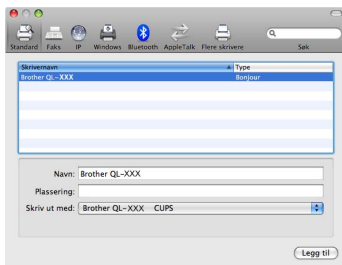 Standard Faks IP Windows Bluetooth AppleTalk Flere skrivere Søk
Skrivernavn Type
Brother QL-XXX Bonjour
Navn: Brother QL-XXX
Plassering:
Skriv ut med: Brother QL-XXX CUPS
Legg til